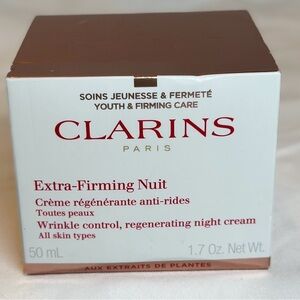 SOINS JEUNESSE & FERMETÉ
YOUTH & FIRMING CARE
CLARINS
PARIS
Extra-Firming Nuit
Crème régénérante anti-rides
Toutes peaux
Wrinkle control, regenerating night cream
All skin types
50 mL 1.7 Oz. Net Wt.
AUX EXTRAITS DE PLANTES